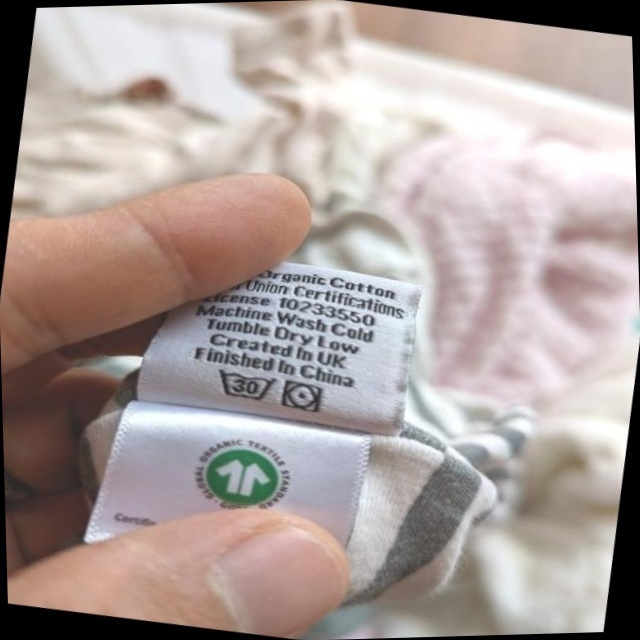 Organic Cotton
Union Certifications
License 10233550
Machine Wash Cold
Tumble Dry Low
Created In UK
Finished In China
30
GLOBAL ORGANIC TEXTILE STANDARD